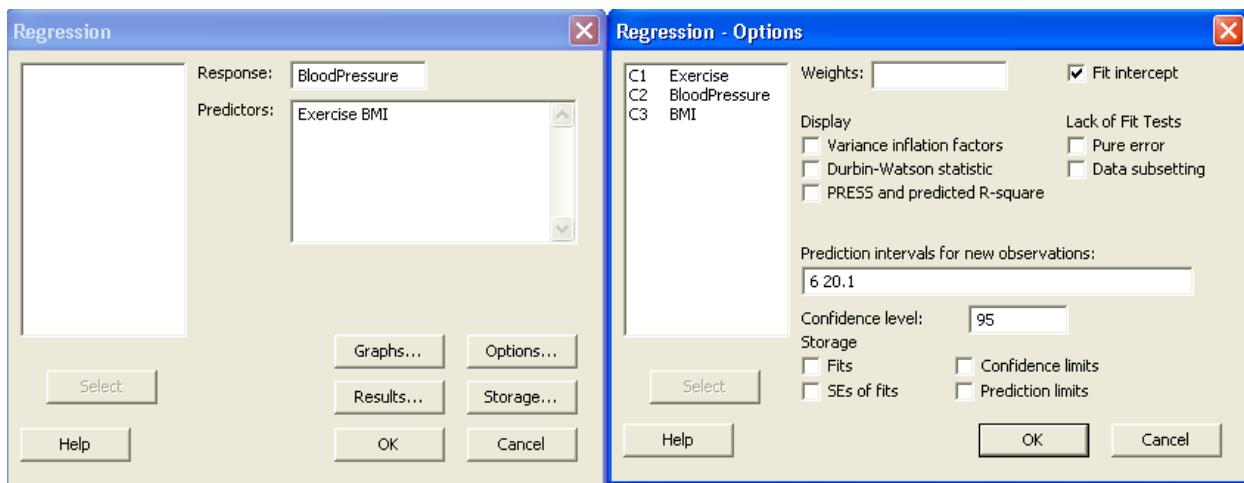 Regression
Response: BloodPressure
Predictors: Exercise BMI
Graphs... Options...
Select
Results... Storage...
Help OK Cancel
Regression - Options
C1 Exercise
C2 BloodPressure
C3 BMI
Weights:
Fit intercept
Display
Variance inflation factors
Durbin-Watson statistic
PRESS and predicted R-square
Lack of Fit Tests
Pure error
Data subsetting
Prediction intervals for new observations:
6 20.1
Confidence level: 95
Storage
Fits Confidence limits
SEs of fits Prediction limits
Select
Help OK Cancel